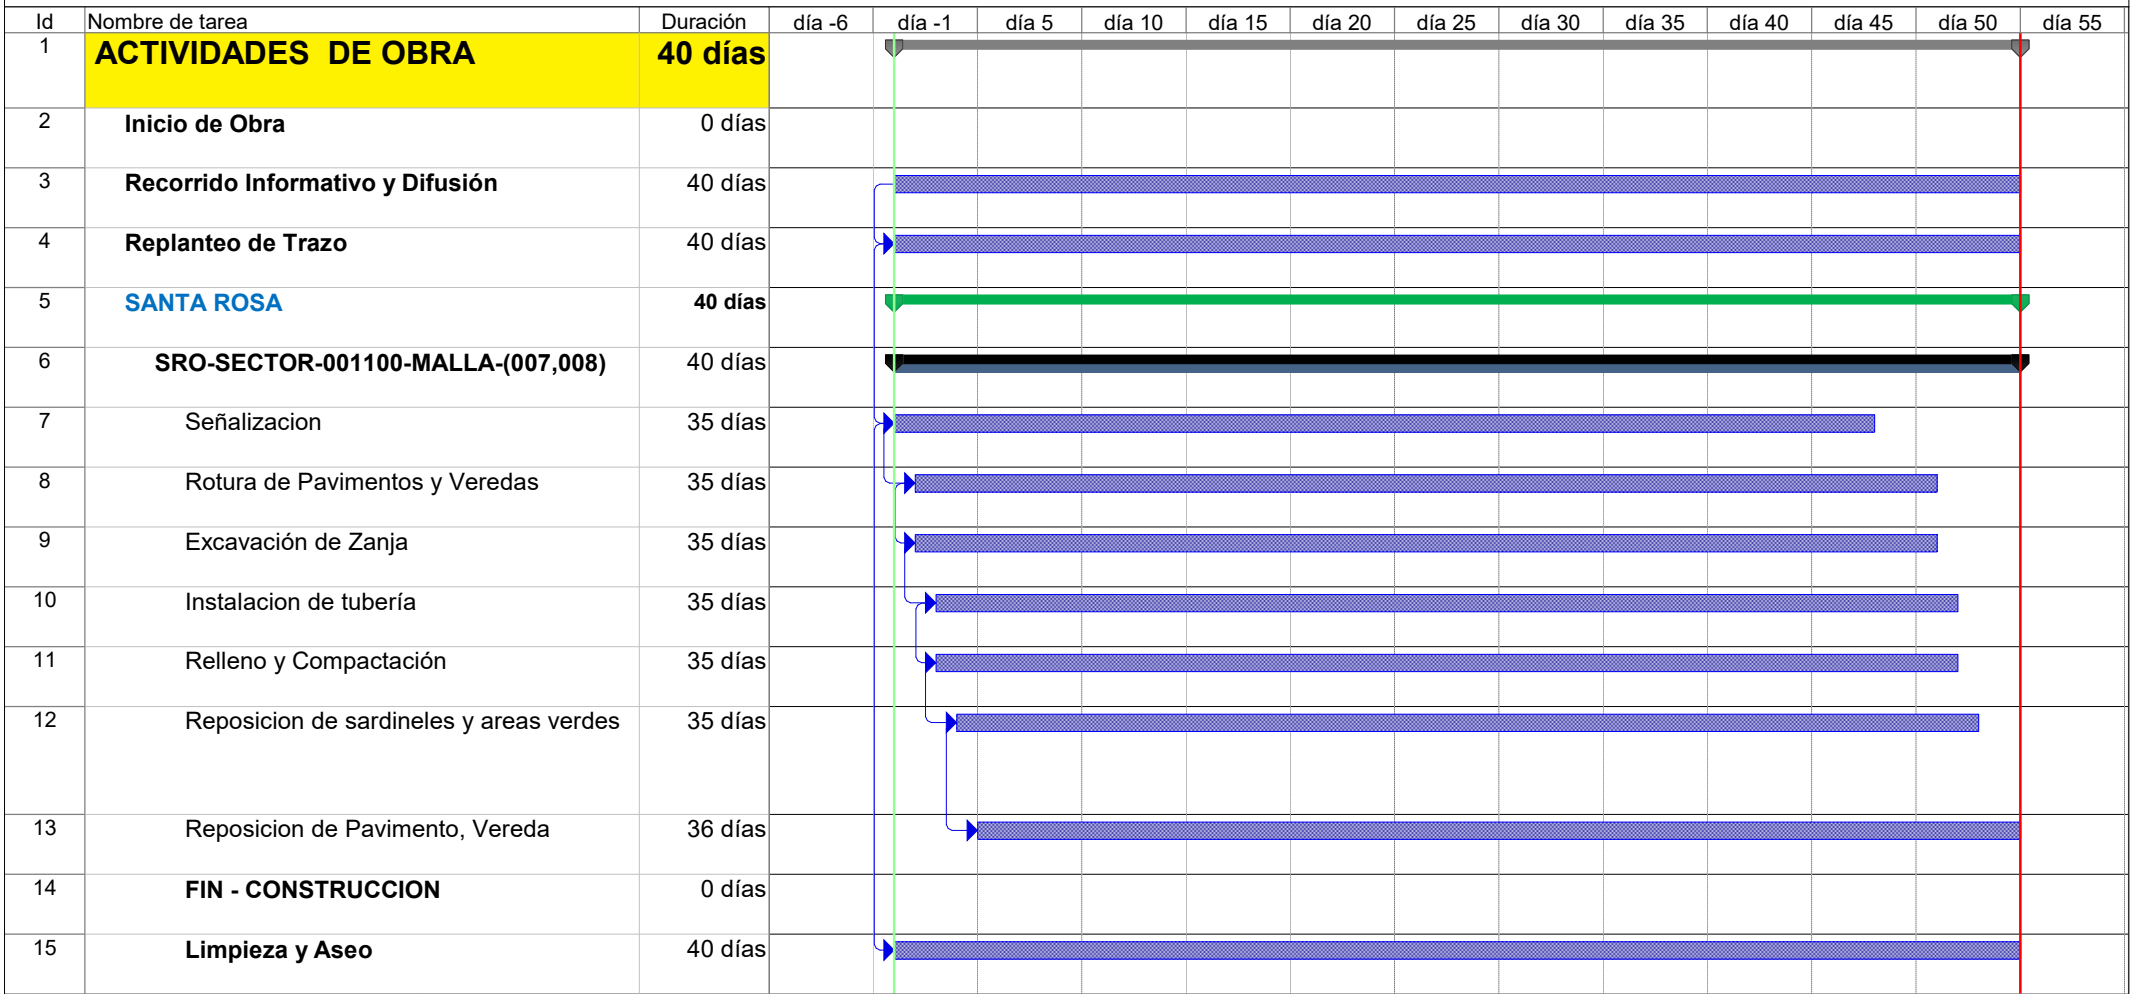 Id Nombre de tarea Duración día -6 día -1 día 5 día 10 día 15 día 20 día 25 día 30 día 35 día 40 día 45 día 50 día 55
1 ACTIVIDADES DE OBRA 40 días
2 Inicio de Obra 0 días
3 Recorrido Informativo y Difusión 40 días
4 Replanteo de Trazo 40 días
5 SANTA ROSA 40 días
6 SRO-SECTOR-001100-MALLA-(007,008) 40 días
7 Señalizacion 35 días
8 Rotura de Pavimentos y Veredas 35 días
9 Excavación de Zanja 35 días
10 Instalacion de tubería 35 días
11 Relleno y Compactación 35 días
12 Reposicion de sardineles y areas verdes 35 días
13 Reposicion de Pavimento, Vereda 36 días
14 FIN - CONSTRUCCION 0 días
15 Limpieza y Aseo 40 días